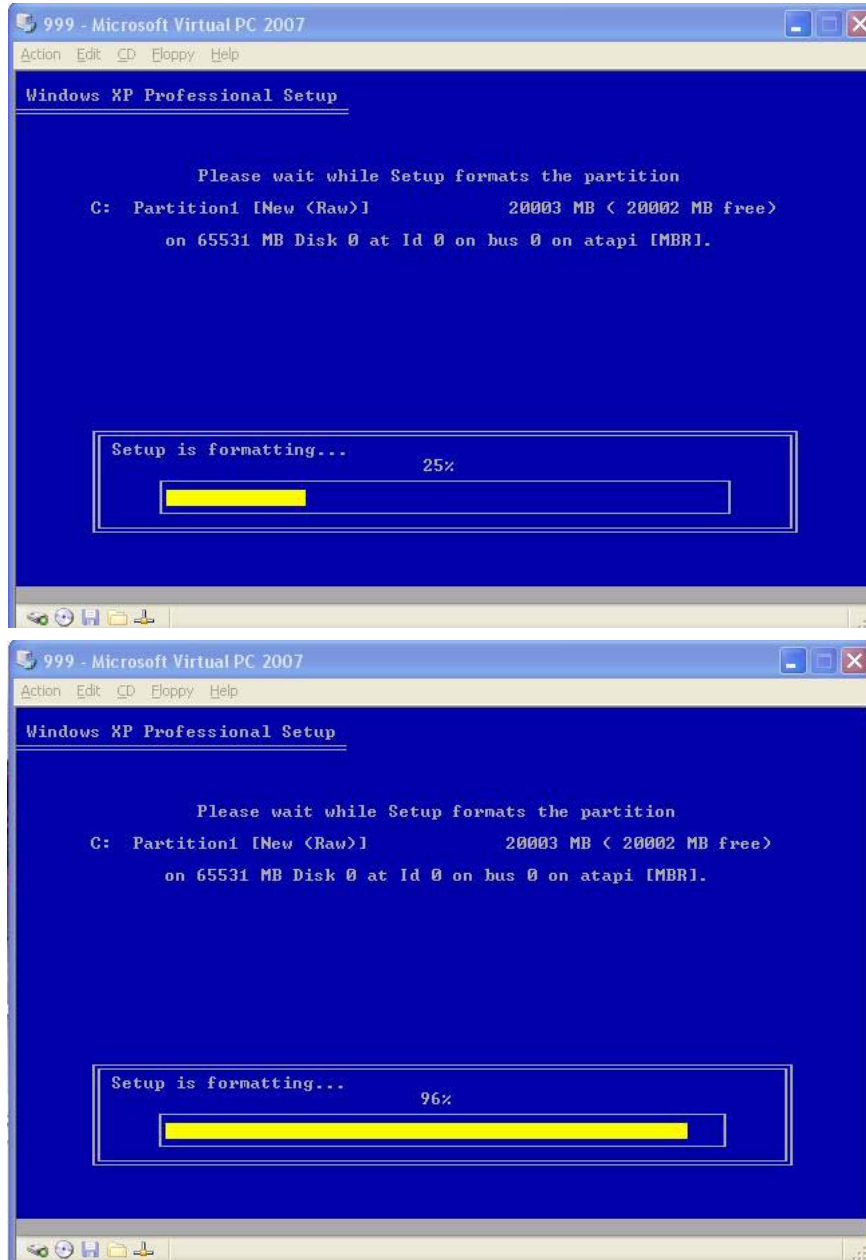 999 - Microsoft Virtual PC 2007
Action Edit CD Floppy Help
Windows XP Professional Setup
Please wait while Setup formats the partition
C: Partition1 [New (Raw)] 20003 MB ( 20002 MB free)
on 65531 MB Disk 0 at Id 0 on bus 0 on atapi [MBR].
Setup is formatting...
25%
999 - Microsoft Virtual PC 2007
Action Edit CD Floppy Help
Windows XP Professional Setup
Please wait while Setup formats the partition
C: Partition1 [New (Raw)] 20003 MB ( 20002 MB free)
on 65531 MB Disk 0 at Id 0 on bus 0 on atapi [MBR].
Setup is formatting...
96%